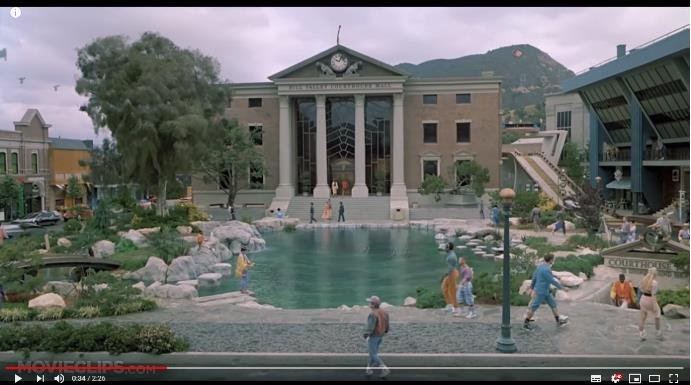 HILL VALLEY COURTHOUSE MALL
COURTHOUSE
MOVIECLIPS.COM
0:34 / 2:26